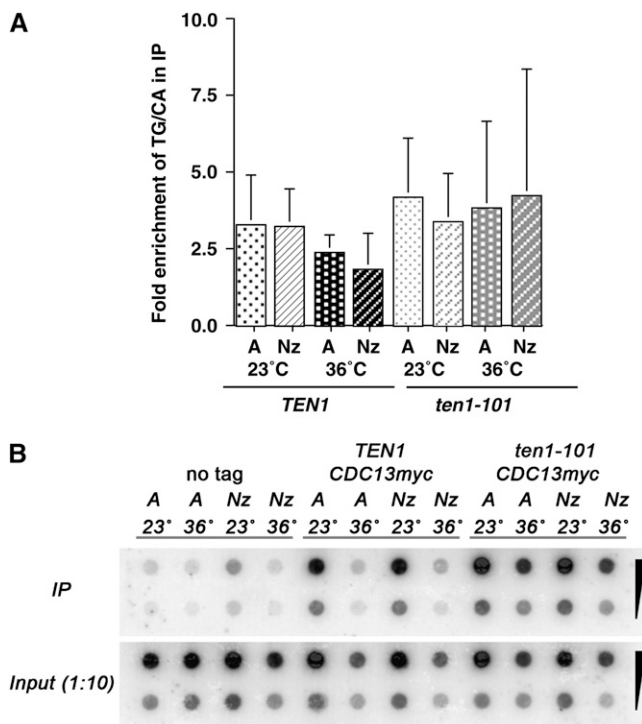 A
Fold enrichment of TG/CA in IP
10.0
7.5
5.0
2.5
0.0
A Nz A Nz A Nz A Nz
23°C 36°C 23°C 36°C
TEN1 ten1-101
B
TEN1 ten1-101
no tag CDC13myc CDC13myc
A A Nz Nz A A Nz Nz A A Nz Nz
23° 36° 23° 36° 23° 36° 23° 36° 23° 36° 23° 36°
IP
Input (1:10)